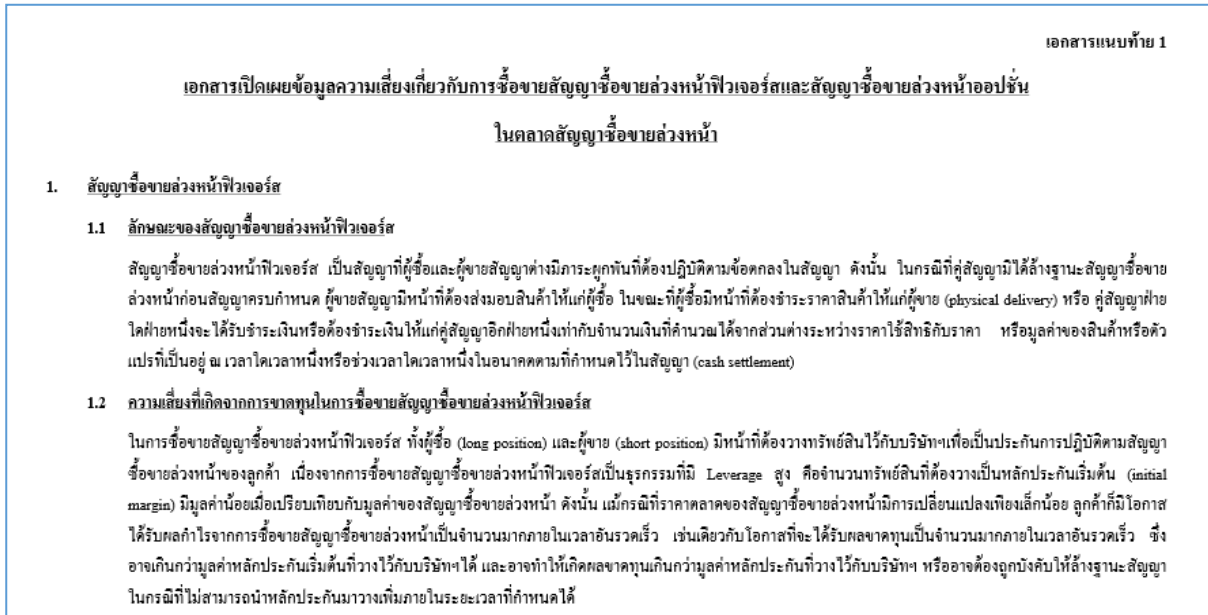 เอกสารแนบท้าย 1
เอกสารเปิดเผยข้อมูลความเสี่ยงเกี่ยวกับการซื้อขายสัญญาซื้อขายล่วงหน้าฟิวเจอร์สและสัญญาซื้อขายล่วงหน้าออปชั่น
ในตลาดสัญญาซื้อขายล่วงหน้า
1. สัญญาซื้อขายล่วงหน้าฟิวเจอร์ส
1.1 ลักษณะของสัญญาซื้อขายล่วงหน้าฟิวเจอร์ส
สัญญาซื้อขายล่วงหน้าฟิวเจอร์ส เป็นสัญญาที่ผู้ซื้อและผู้ขายสัญญาต่างมีภาระผูกพันที่ต้องปฏิบัติตามข้อตกลงในสัญญา ดังนั้น ในกรณีที่คู่สัญญามิได้ล้างฐานะสัญญาซื้อขาย
ล่วงหน้าก่อนสัญญาครบกำหนด ผู้ขายสัญญามีหน้าที่ต้องส่งมอบสินค้าให้แก่ผู้ซื้อ ในขณะที่ผู้ซื้อมีหน้าที่ต้องชำระราคาสินค้าให้แก่ผู้ขาย (physical delivery) หรือ คู่สัญญาฝ่าย
ใดฝ่ายหนึ่งจะได้รับชำระเงินหรือต้องชำระเงินให้แก่คู่สัญญาอีกฝ่ายหนึ่งเท่ากับจำนวนเงินที่คำนวณได้จากส่วนต่างระหว่างราคาใช้สิทธิกับราคา หรือมูลค่าของสินค้าหรือตัว
แปรที่เป็นอยู่ ณ เวลาใดเวลาหนึ่งหรือช่วงเวลาใดเวลาหนึ่งในอนาคตตามที่กำหนดไว้ในสัญญา (cash settlement)
1.2 ความเสี่ยงที่เกิดจากการขาดทุนในการซื้อขายสัญญาซื้อขายล่วงหน้าฟิวเจอร์ส
ในการซื้อขายสัญญาซื้อขายล่วงหน้าฟิวเจอร์ส ทั้งผู้ซื้อ (long position) และผู้ขาย (short position) มีหน้าที่ต้องวางทรัพย์สินไว้กับบริษัทฯเพื่อเป็นประกันการปฏิบัติตามสัญญา
ซื้อขายล่วงหน้าของลูกค้า เนื่องจากการซื้อขายสัญญาซื้อขายล่วงหน้าฟิวเจอร์สเป็นธุรกรรมที่มี Leverage สูง คือจำนวนทรัพย์สินที่ต้องวางเป็นหลักประกันเริ่มต้น (initial
margin) มีมูลค่าน้อยเมื่อเปรียบเทียบกับมูลค่าของสัญญาซื้อขายล่วงหน้า ดังนั้น แม้กรณีที่ราคาตลาดของสัญญาซื้อขายล่วงหน้ามีการเปลี่ยนแปลงเพียงเล็กน้อย ลูกค้าก็มีโอกาส
ได้รับผลกำไรจากการซื้อขายสัญญาซื้อขายล่วงหน้าเป็นจำนวนมากภายในเวลาอันรวดเร็ว เช่นเดียวกับโอกาสที่จะได้รับผลขาดทุนเป็นจำนวนมากภายในเวลาอันรวดเร็ว ซึ่ง
อาจเกินกว่ามูลค่าหลักประกันเริ่มต้นที่วางไว้กับบริษัทฯได้ และอาจทำให้เกิดผลขาดทุนเกินกว่ามูลค่าหลักประกันที่วางไว้กับบริษัทฯ หรืออาจต้องถูกบังคับให้ล้างฐานะสัญญา
ในกรณีที่ไม่สามารถนำหลักประกันมาวางเพิ่มภายในระยะเวลาที่กำหนดได้